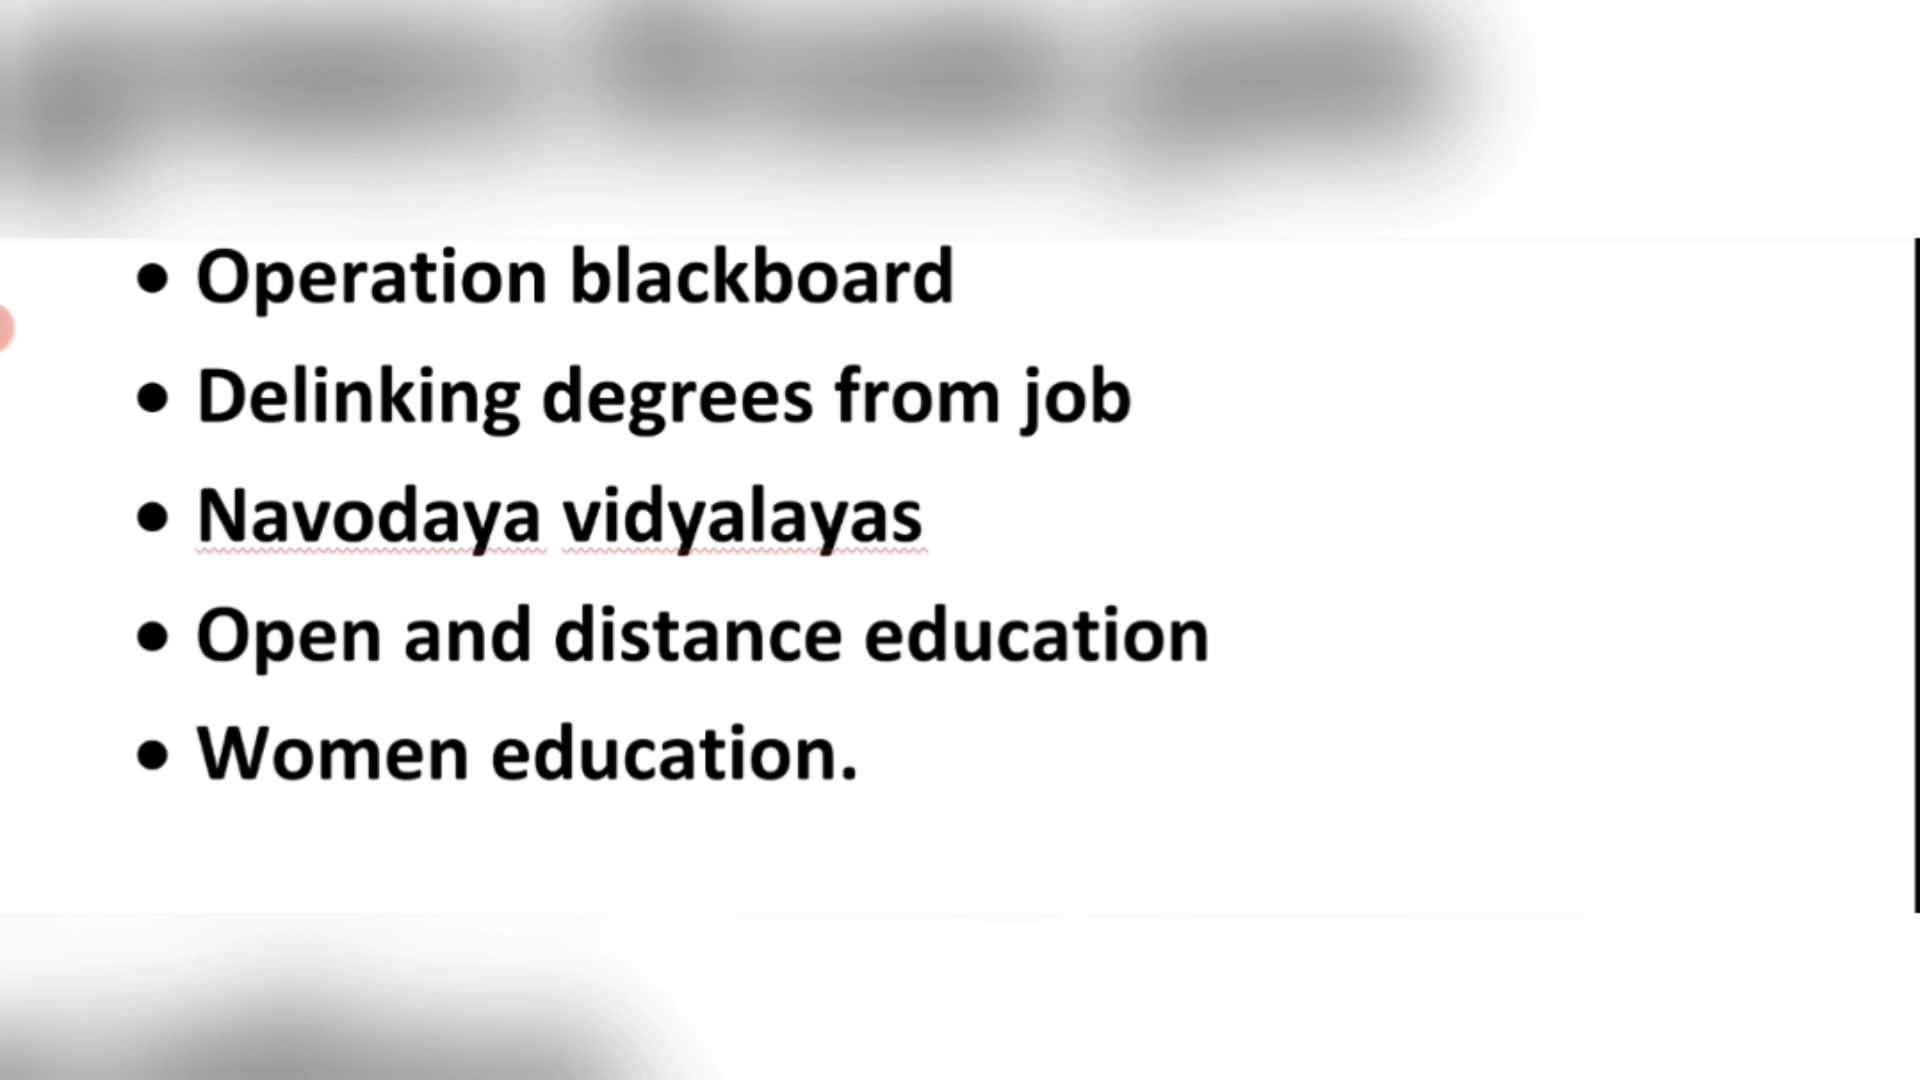 • Operation blackboard
• Delinking degrees from job
• Navodaya vidyalayas
• Open and distance education
• Women education.